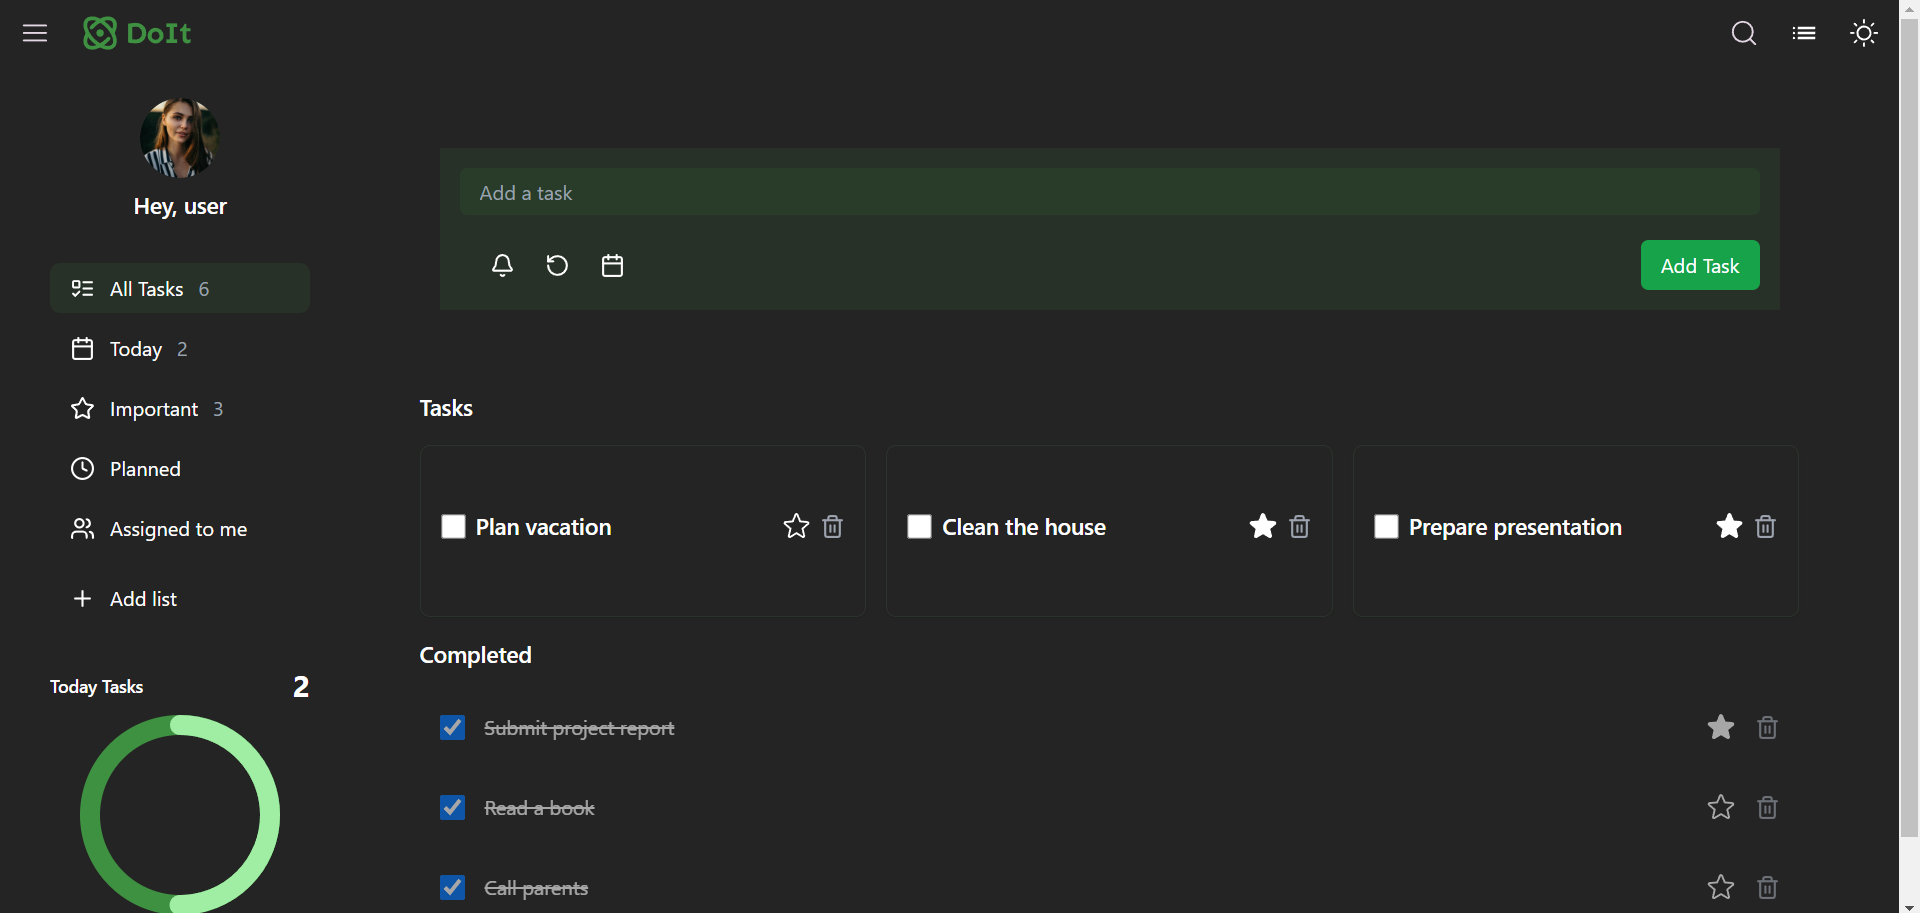 DoIt
Hey, user
All Tasks 6
Today 2
Important 3
Planned
Assigned to me
Add list
Today Tasks 2
Add a task
Add Task
Tasks
Plan vacation
Clean the house
Prepare presentation
Completed
Submit project report
Read a book
Call parents